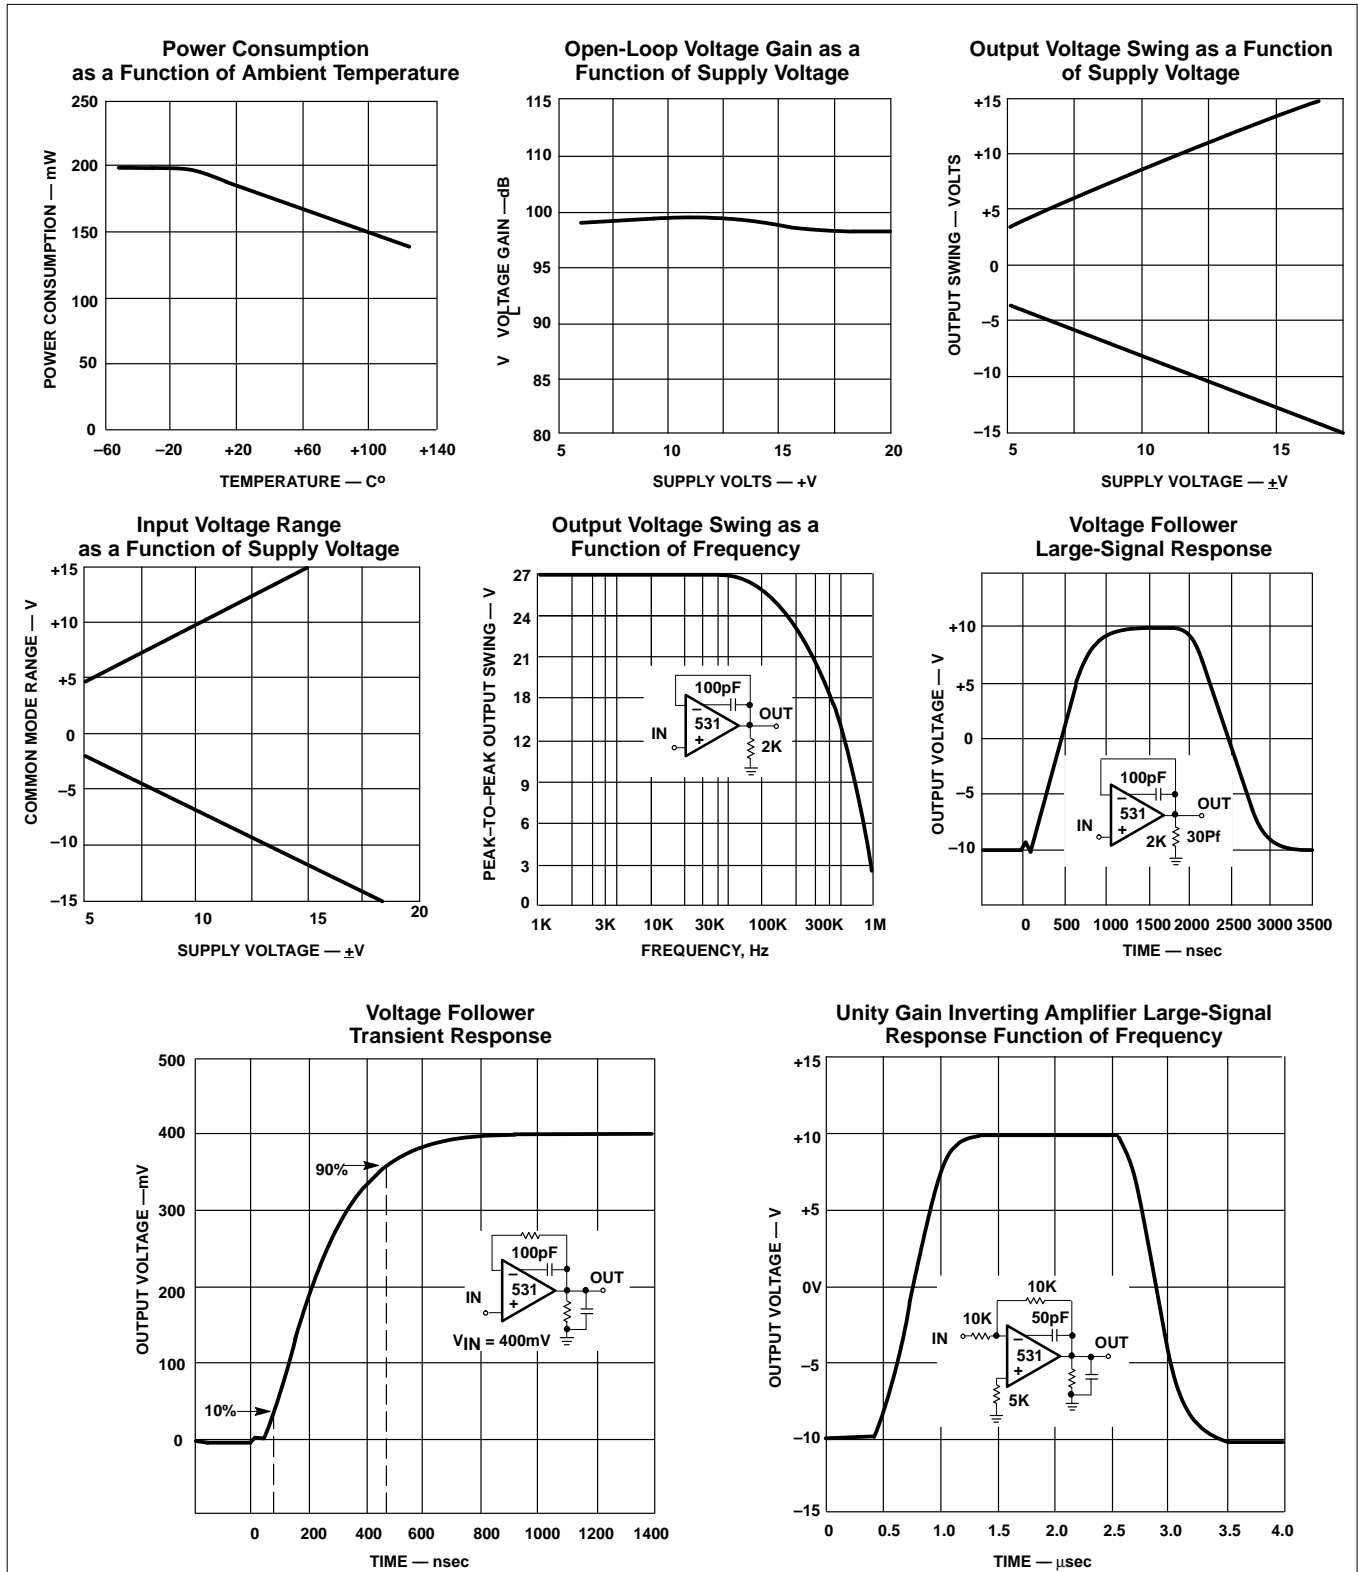 Power Consumption
as a Function of Ambient Temperature
250
200
150
100
50
0
POWER CONSUMPTION — mW
–60 –20 +20 +60 +100 +140
TEMPERATURE — Cº
Open-Loop Voltage Gain as a
Function of Supply Voltage
115
110
100
95
90
85
80
V VOLTAGE GAIN —dB
L
5 10 15 20
SUPPLY VOLTS — +V
Output Voltage Swing as a Function
of Supply Voltage
+15
+10
+5
0
–5
–10
–15
OUTPUT SWING — VOLTS
5 10 15
SUPPLY VOLTAGE — ±V
Input Voltage Range
as a Function of Supply Voltage
+15
+10
+5
0
–5
–10
–15
COMMON MODE RANGE — V
5 10 15 20
SUPPLY VOLTAGE — ±V
Output Voltage Swing as a
Function of Frequency
27
24
21
18
12
9
6
3
0
PEAK–TO–PEAK OUTPUT SWING — V
100pF
–
531
+
IN
OUT
2K
1K 3K 10K 30K 100K 300K 1M
FREQUENCY, Hz
Voltage Follower
Large-Signal Response
+10
+5
0
–5
–10
OUTPUT VOLTAGE — V
100pF
–
531
+
IN
OUT
2K
30Pf
0 500 1000 1500 2000 2500 3000 3500
TIME — nsec
Voltage Follower
Transient Response
500
400
300
200
100
0
OUTPUT VOLTAGE —mV
90%
10%
100pF
–
531
+
IN
OUT
VIN = 400mV
0 200 400 600 800 1000 1200 1400
TIME — nsec
Unity Gain Inverting Amplifier Large-Signal
Response Function of Frequency
+15
+10
+5
0V
–5
–10
–15
OUTPUT VOLTAGE — V
10K
10K
50pF
IN
–
531
+
OUT
5K
0 0.5 1.0 1.5 2.0 2.5 3.0 3.5 4.0
TIME — μsec